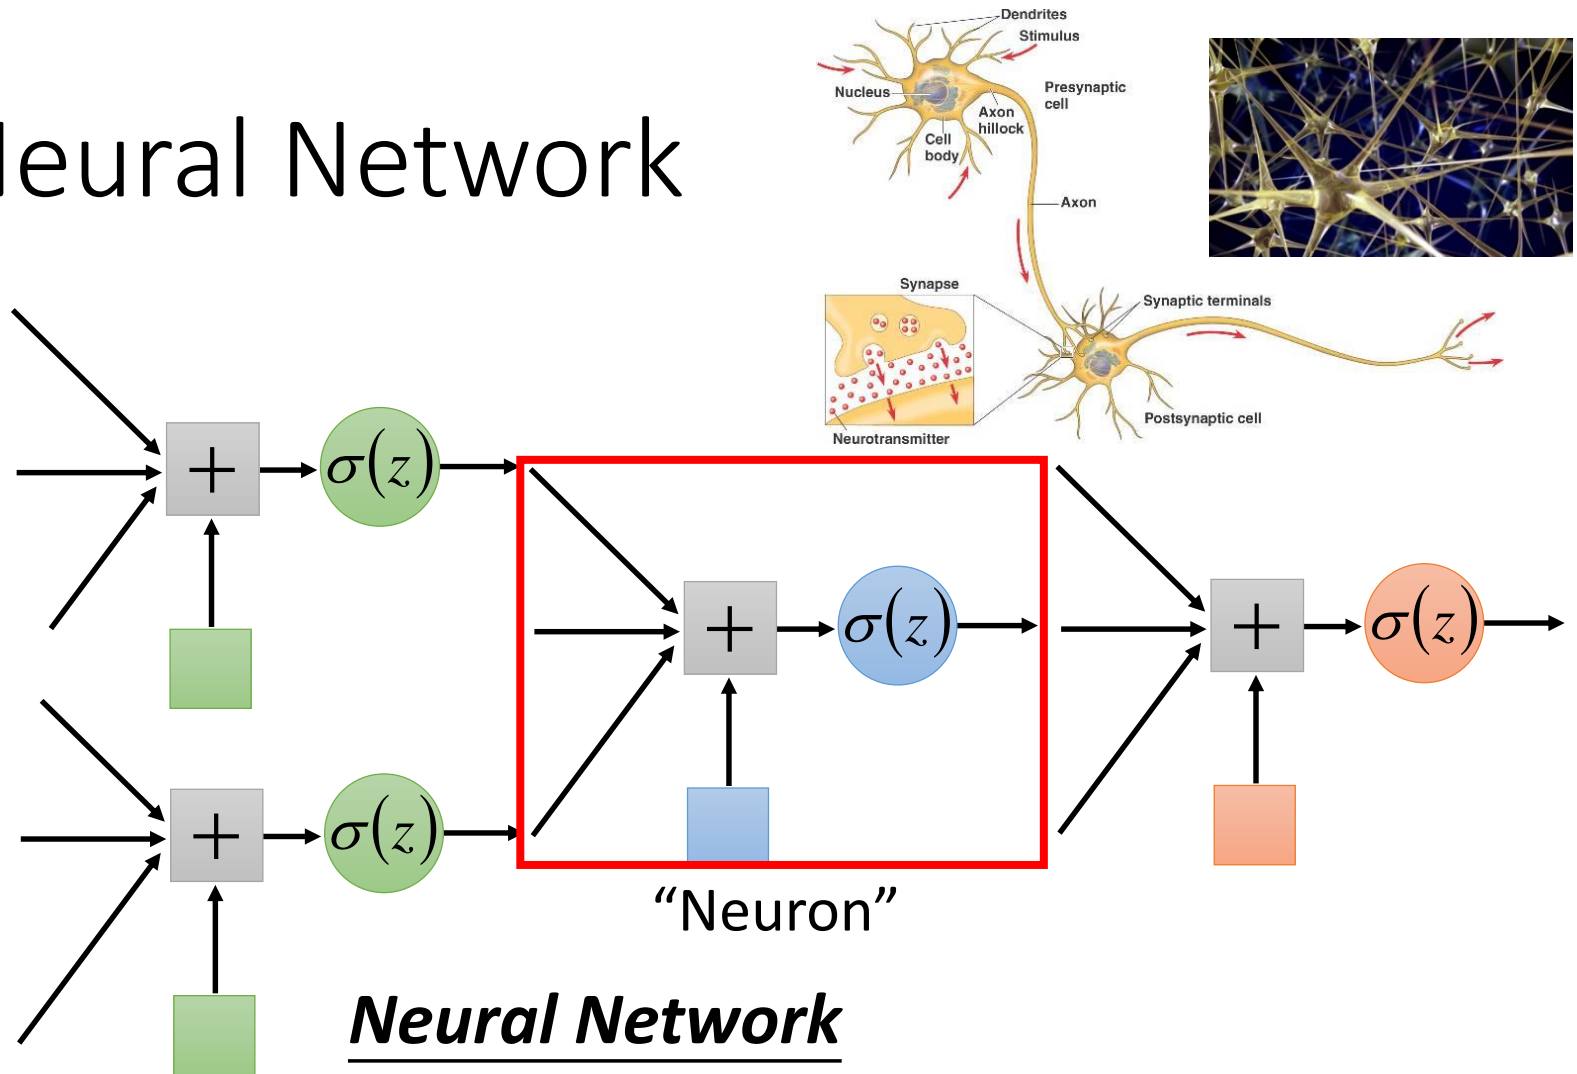 Neural Network
Dendrites
Stimulus
Nucleus
Presynaptic
cell
Axon
hillock
Cell
body
Axon
Synapse
Synaptic terminals
Postsynaptic cell
Neurotransmitter
+
σ(z)
+
σ(z)
+
σ(z)
+
σ(z)
“Neuron”
Neural Network